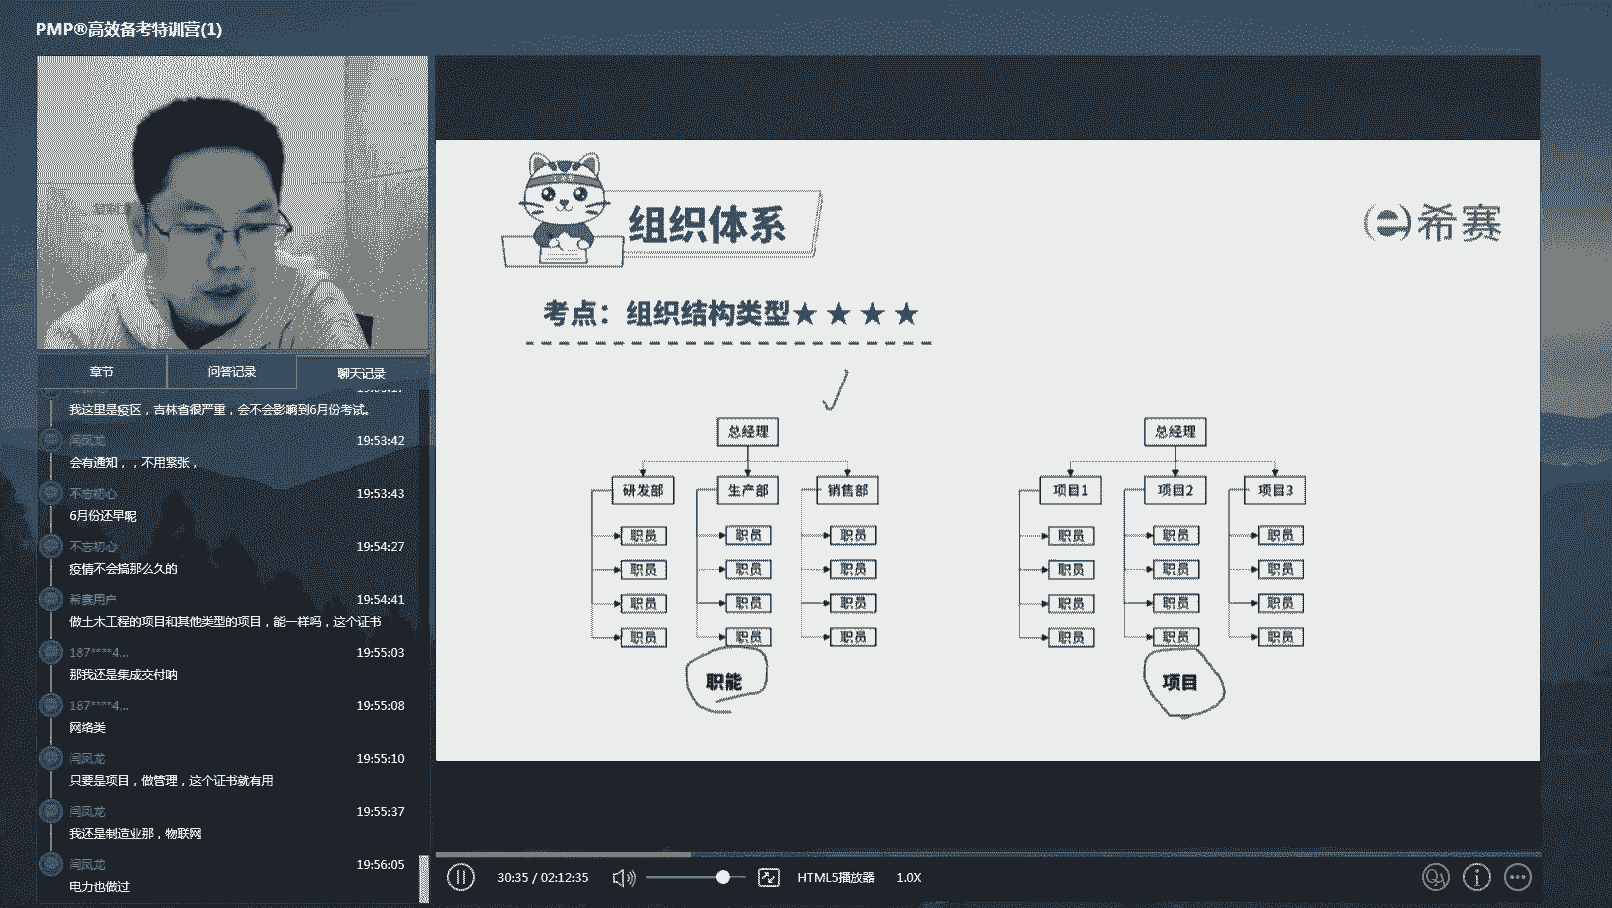 PMP®高效备考特训营(1)
组织体系
希赛
考点：组织结构类型★ ★ ★ ★
总经理
研发部 生产部 销售部
职员 职员 职员
职员 职员 职员
职员 职员 职员
职员 职员 职员
职能
总经理
项目1 项目2 项目3
职员 职员 职员
职员 职员 职员
职员 职员 职员
职员 职员 职员
项目
章节 问答记录 聊天记录
我这里是疫区，吉林省很严重，会不会影响到6月份考试。
闫凤龙 19:53:42
会有通知，，不用紧张，
不忘初心 19:53:43
6月份还早呢
不忘初心 19:54:27
疫情不会搞那么久的
希赛用户 19:54:41
做土木工程的项目和其他类型的项目，能一样吗，这个证书
187****4... 19:55:03
那我还是集成交付呐
187****4... 19:55:08
网络类
闫凤龙 19:55:10
只要是项目，做管理，这个证书就有用
闫凤龙 19:55:37
我还是制造业那，物联网
闫凤龙 19:56:05
电力也做过
30:35 / 02:12:35 HTML5播放器 1.0X